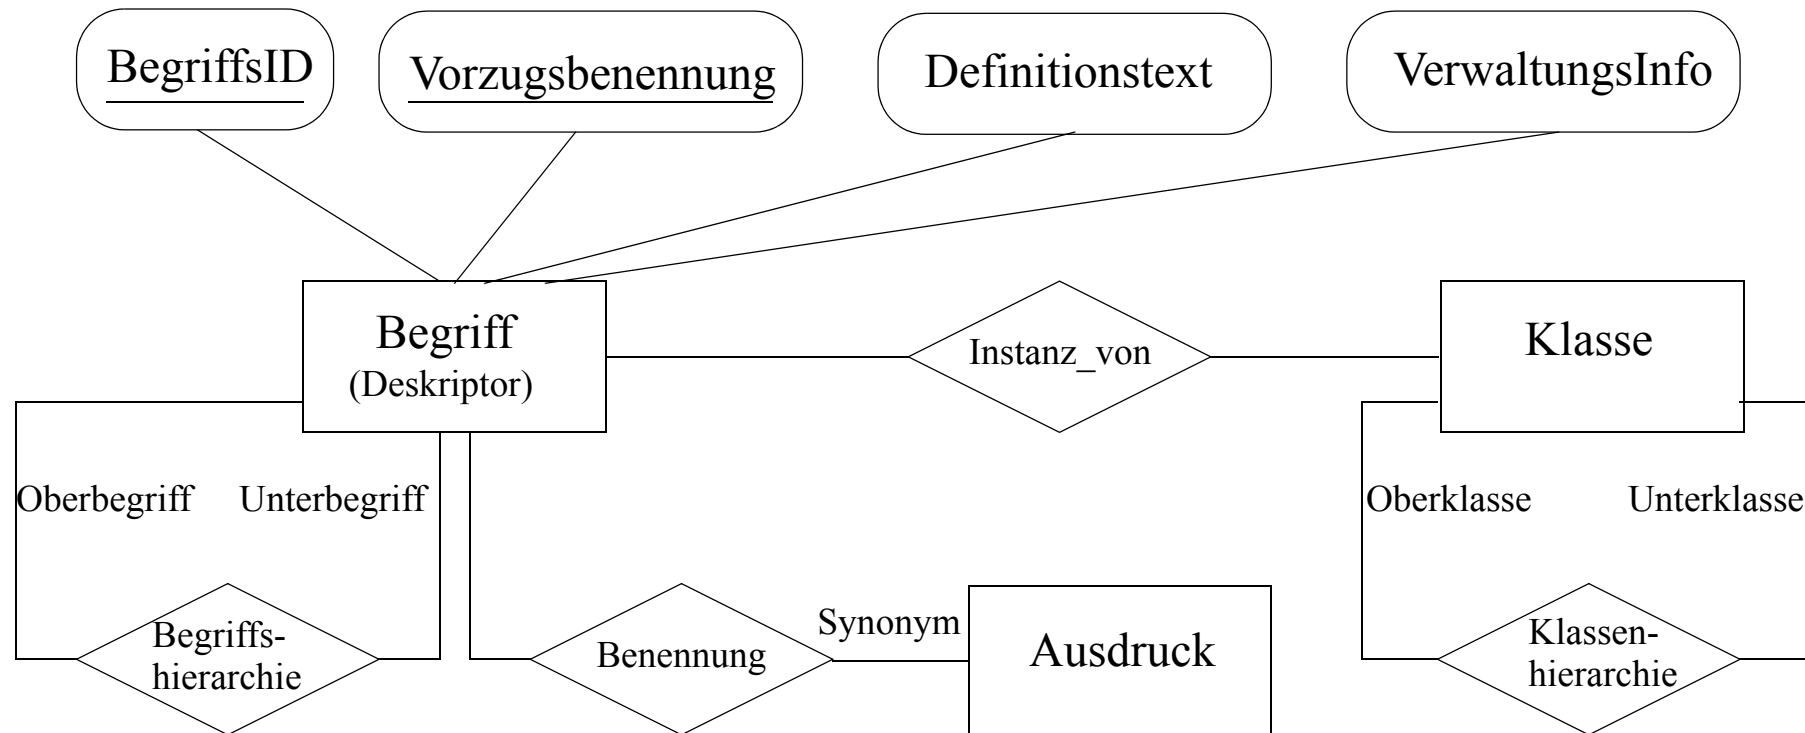 BegriffsID
Vorzugsbenennung
Definitionstext
VerwaltungsInfo
Begriff
(Deskriptor)
Instanz_von
Klasse
Oberbegriff
Unterbegriff
Oberklasse
Unterklasse
Begriffs-
hierarchie
Benennung
Synonym
Ausdruck
Klassen-
hierarchie